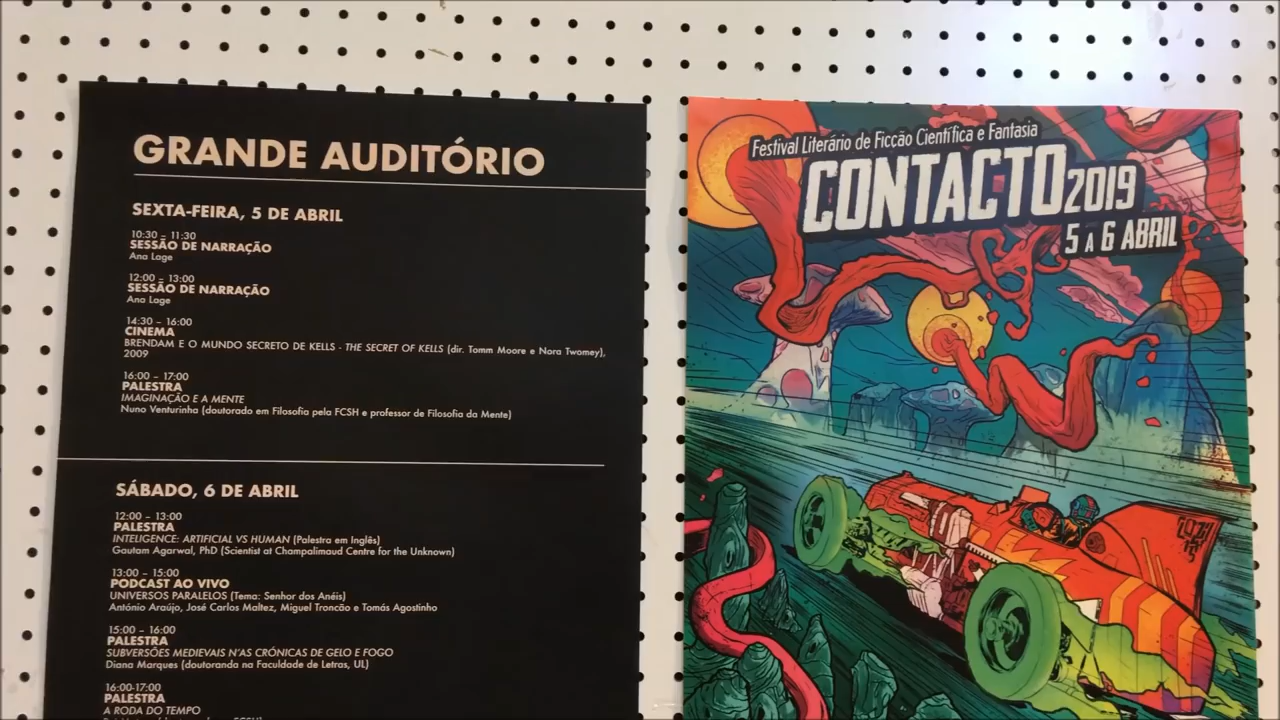 GRANDE AUDITÓRIO
SEXTA-FEIRA, 5 DE ABRIL
10:30 – 11:30
SESSÃO DE NARRAÇÃO
Ana Lage
12:00 – 13:00
SESSÃO DE NARRAÇÃO
Ana Lage
14:30 – 16:00
CINEMA
BRENDAM E O MUNDO SECRETO DE KELLS - THE SECRET OF KELLS (dir. Tomm Moore e Nora Twomey),
2009
16:00 – 17:00
PALESTRA
IMAGINAÇÃO E A MENTE
Nuno Venturinha (doutorado em Filosofia pela FCSH e professor de Filosofia da Mente)
SÁBADO, 6 DE ABRIL
12:00 – 13:00
PALESTRA
INTELIGENCE: ARTIFICIAL VS HUMAN (Palestra em Inglês)
Gautam Agarwal, PhD (Scientist at Champalimaud Centre for the Unknown)
13:00 – 15:00
PODCAST AO VIVO
UNIVERSOS PARALELOS (Tema: Senhor dos Anéis)
António Araújo, José Carlos Maltez, Miguel Troncão e Tomás Agostinho
15:00 – 16:00
PALESTRA
SUBVERSÕES MEDIEVAIS N'AS CRÓNICAS DE GELO E FOGO
Diana Marques (doutoranda na Faculdade de Letras, UL)
16:00-17:00
PALESTRA
A RODA DO TEMPO
Festival Literário de Ficção Científica e Fantasia
CONTACTO 2019
5 A 6 ABRIL